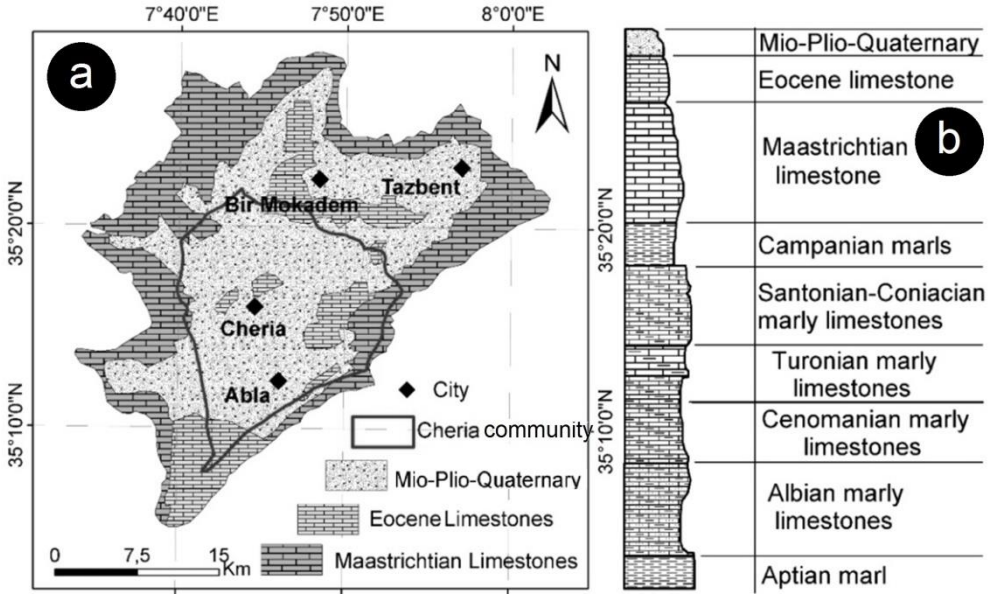 7°40'0"E 7°50'0"E 8°0'0"E
a
N
35°20'0"N
35°10'0"N
35°20'0"N
35°10'0"N
Tazbent
Bir Mokadem
Cheria
Abla
City
Cheria community
Mio-Plio-Quaternary
Eocene Limestones
Maastrichtian Limestones
0 7,5 15
Km
b
Mio-Plio-Quaternary
Eocene limestone
Maastrichtian
limestone
Campanian marls
Santonian-Coniacian
marly limestones
Turonian marly
limestones
Cenomanian marly
limestones
Albian marly
limestones
Aptian marl